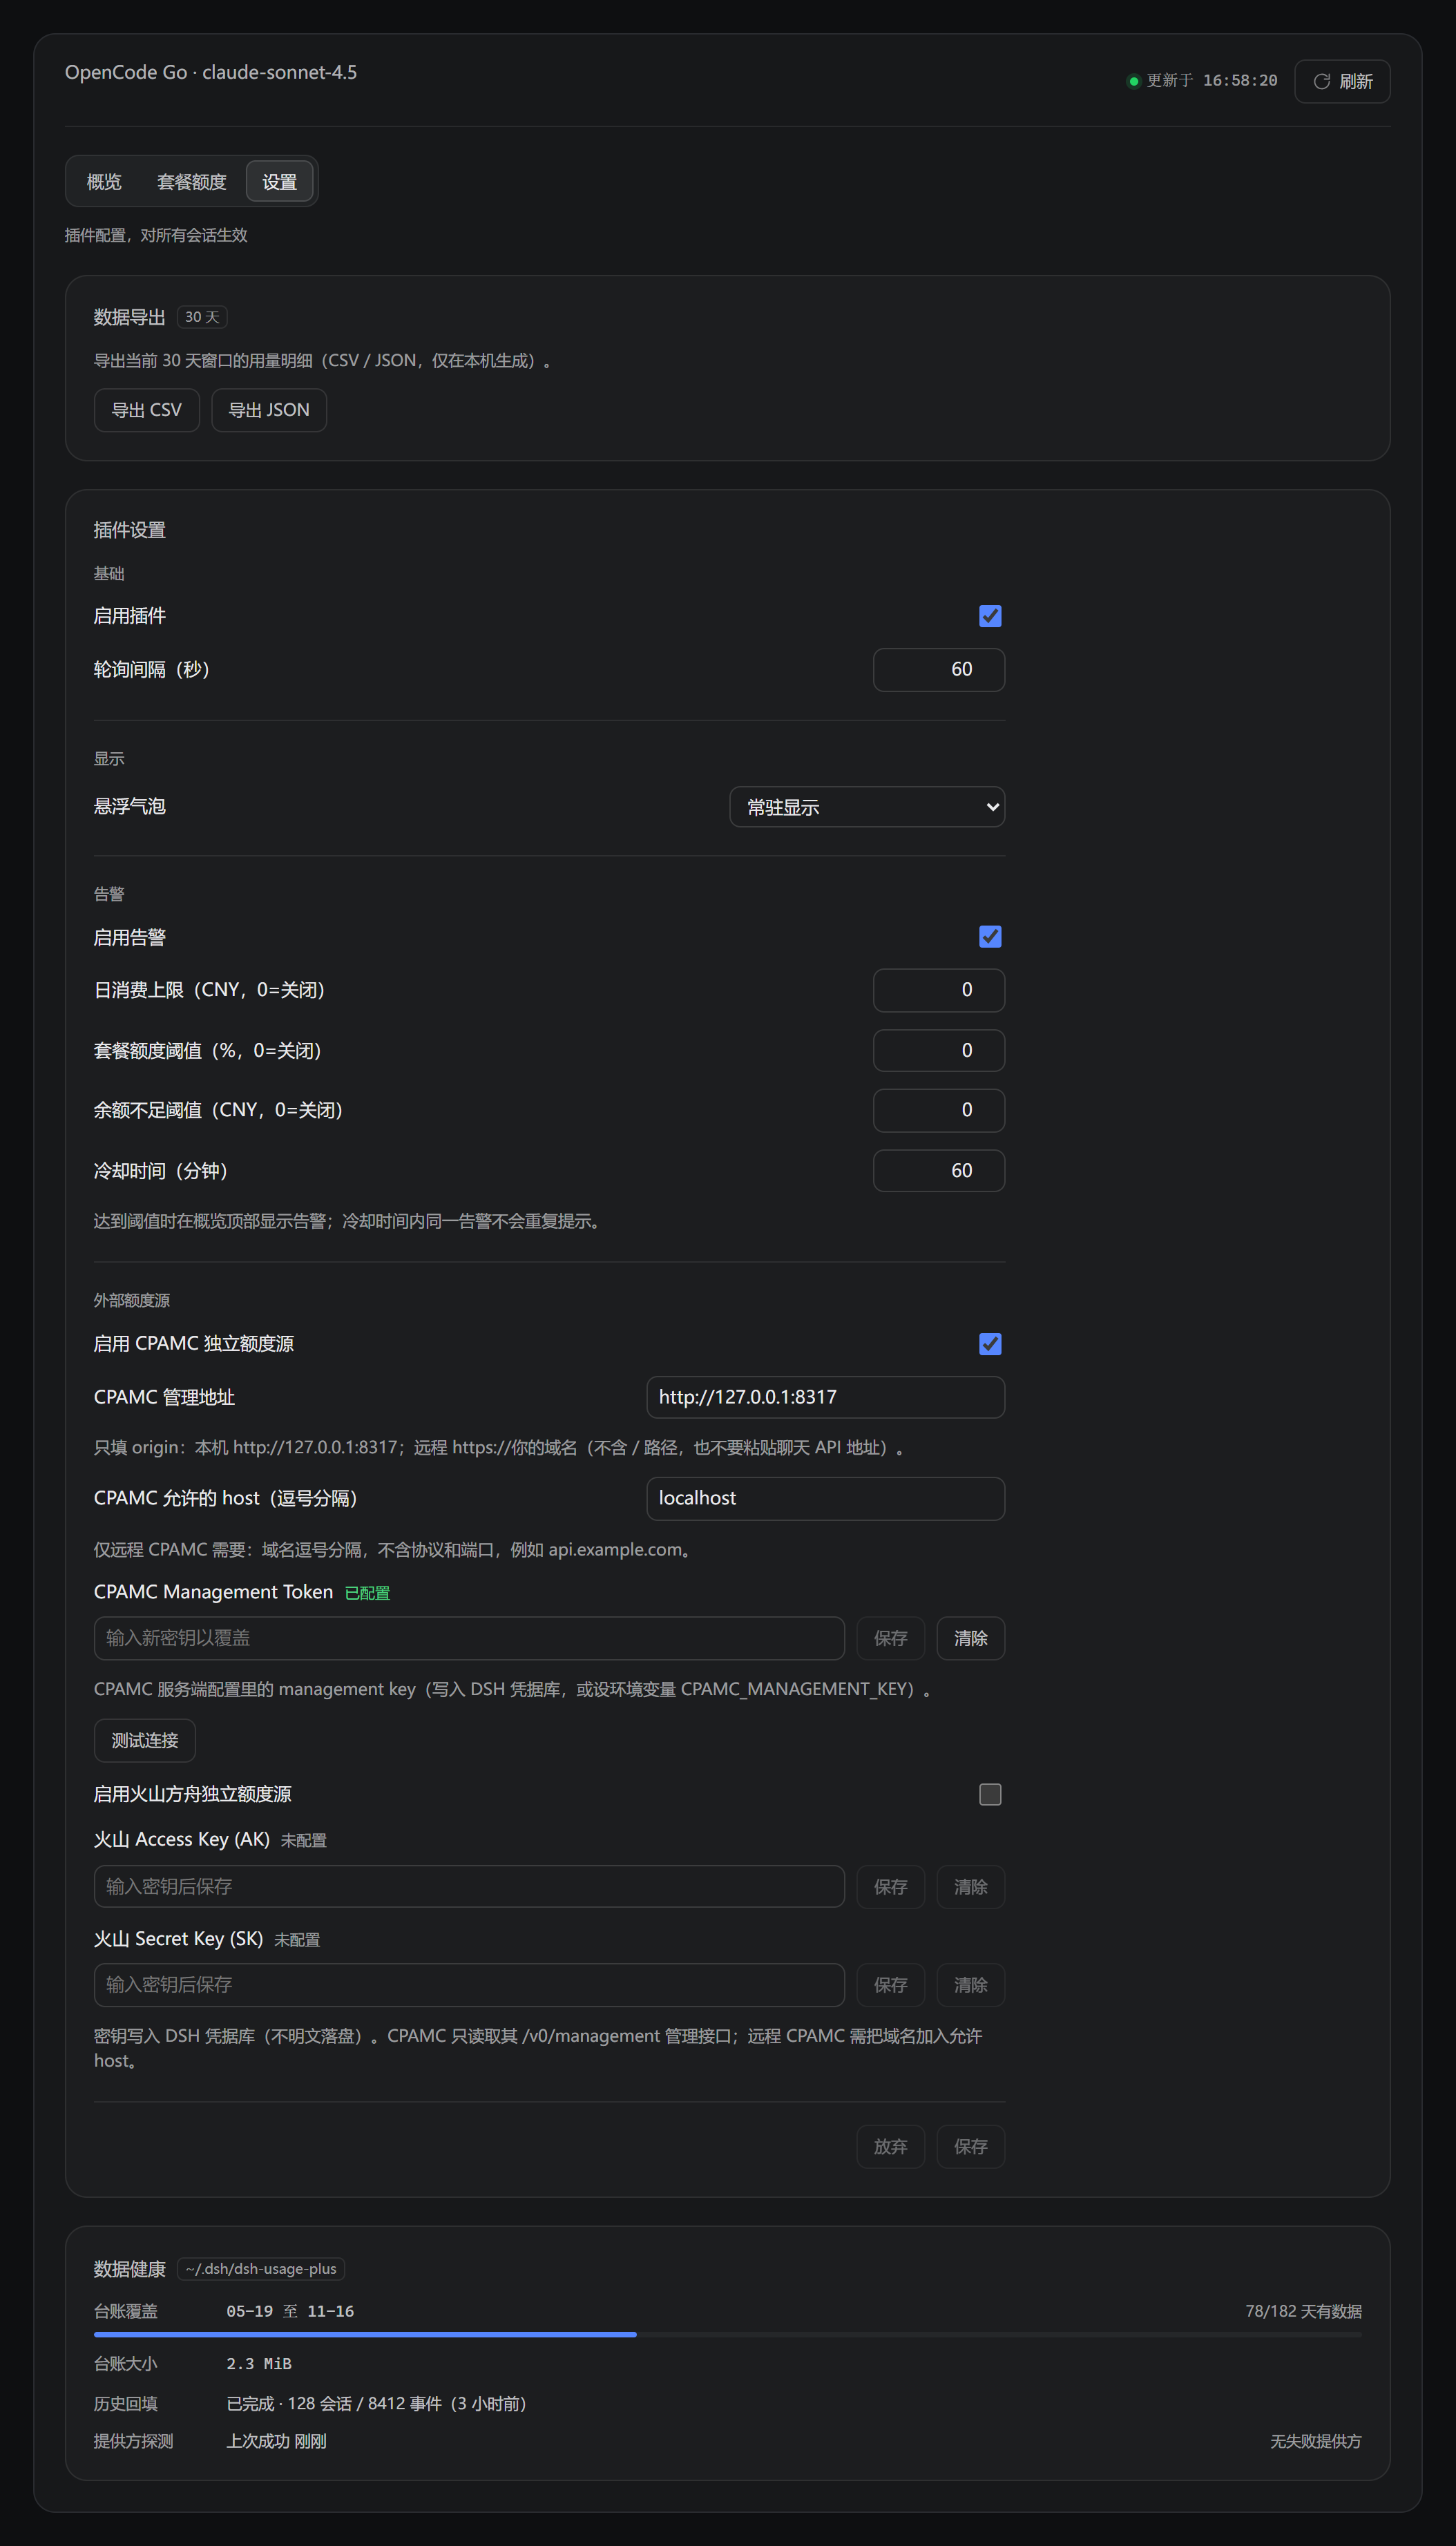 OpenCode Go · claude-sonnet-4.5
更新于 16:58:20
刷新
概览
套餐额度
设置
插件配置，对所有会话生效
数据导出
30 天
导出当前 30 天窗口的用量明细（CSV / JSON，仅在本机生成）。
导出 CSV
导出 JSON
插件设置
基础
启用插件
轮询间隔（秒）
60
显示
悬浮气泡
常驻显示
告警
启用告警
日消费上限（CNY，0=关闭）
0
套餐额度阈值（%，0=关闭）
0
余额不足阈值（CNY，0=关闭）
0
冷却时间（分钟）
60
达到阈值时在概览顶部显示告警；冷却时间内同一告警不会重复提示。
外部额度源
启用 CPAMC 独立额度源
CPAMC 管理地址
http://127.0.0.1:8317
只填 origin：本机 http://127.0.0.1:8317；远程 https://你的域名（不含 / 路径，也不要粘贴聊天 API 地址）。
CPAMC 允许的 host（逗号分隔）
localhost
仅远程 CPAMC 需要：域名逗号分隔，不含协议和端口，例如 api.example.com。
CPAMC Management Token 已配置
输入新密钥以覆盖
保存
清除
CPAMC 服务端配置里的 management key（写入 DSH 凭据库，或设环境变量 CPAMC_MANAGEMENT_KEY）。
测试连接
启用火山方舟独立额度源
火山 Access Key (AK) 未配置
输入密钥后保存
保存
清除
火山 Secret Key (SK) 未配置
输入密钥后保存
保存
清除
密钥写入 DSH 凭据库（不明文落盘）。CPAMC 只读取其 /v0/management 管理接口；远程 CPAMC 需把域名加入允许
host。
放弃
保存
数据健康
~/.dsh/dsh-usage-plus
台账覆盖
05-19 至 11-16
78/182 天有数据
台账大小
2.3 MiB
历史回填
已完成 · 128 会话 / 8412 事件（3 小时前）
提供方探测
上次成功 刚刚
无失败提供方